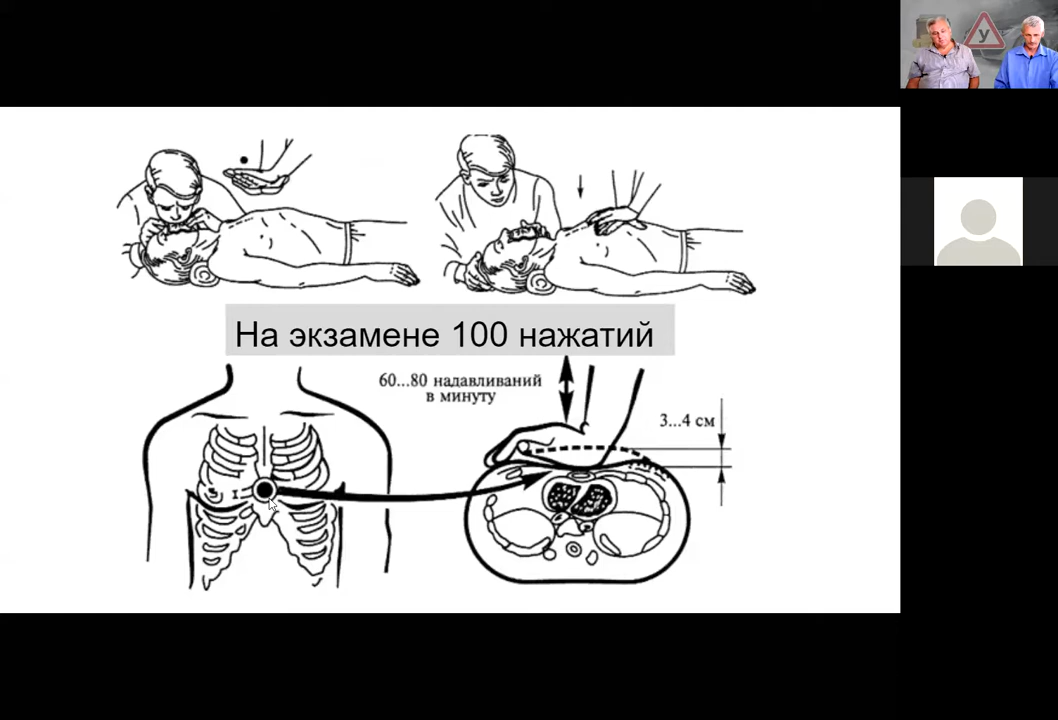 У
На экзамене 100 нажатий
60...80 надавливаний
в минуту
3...4 см